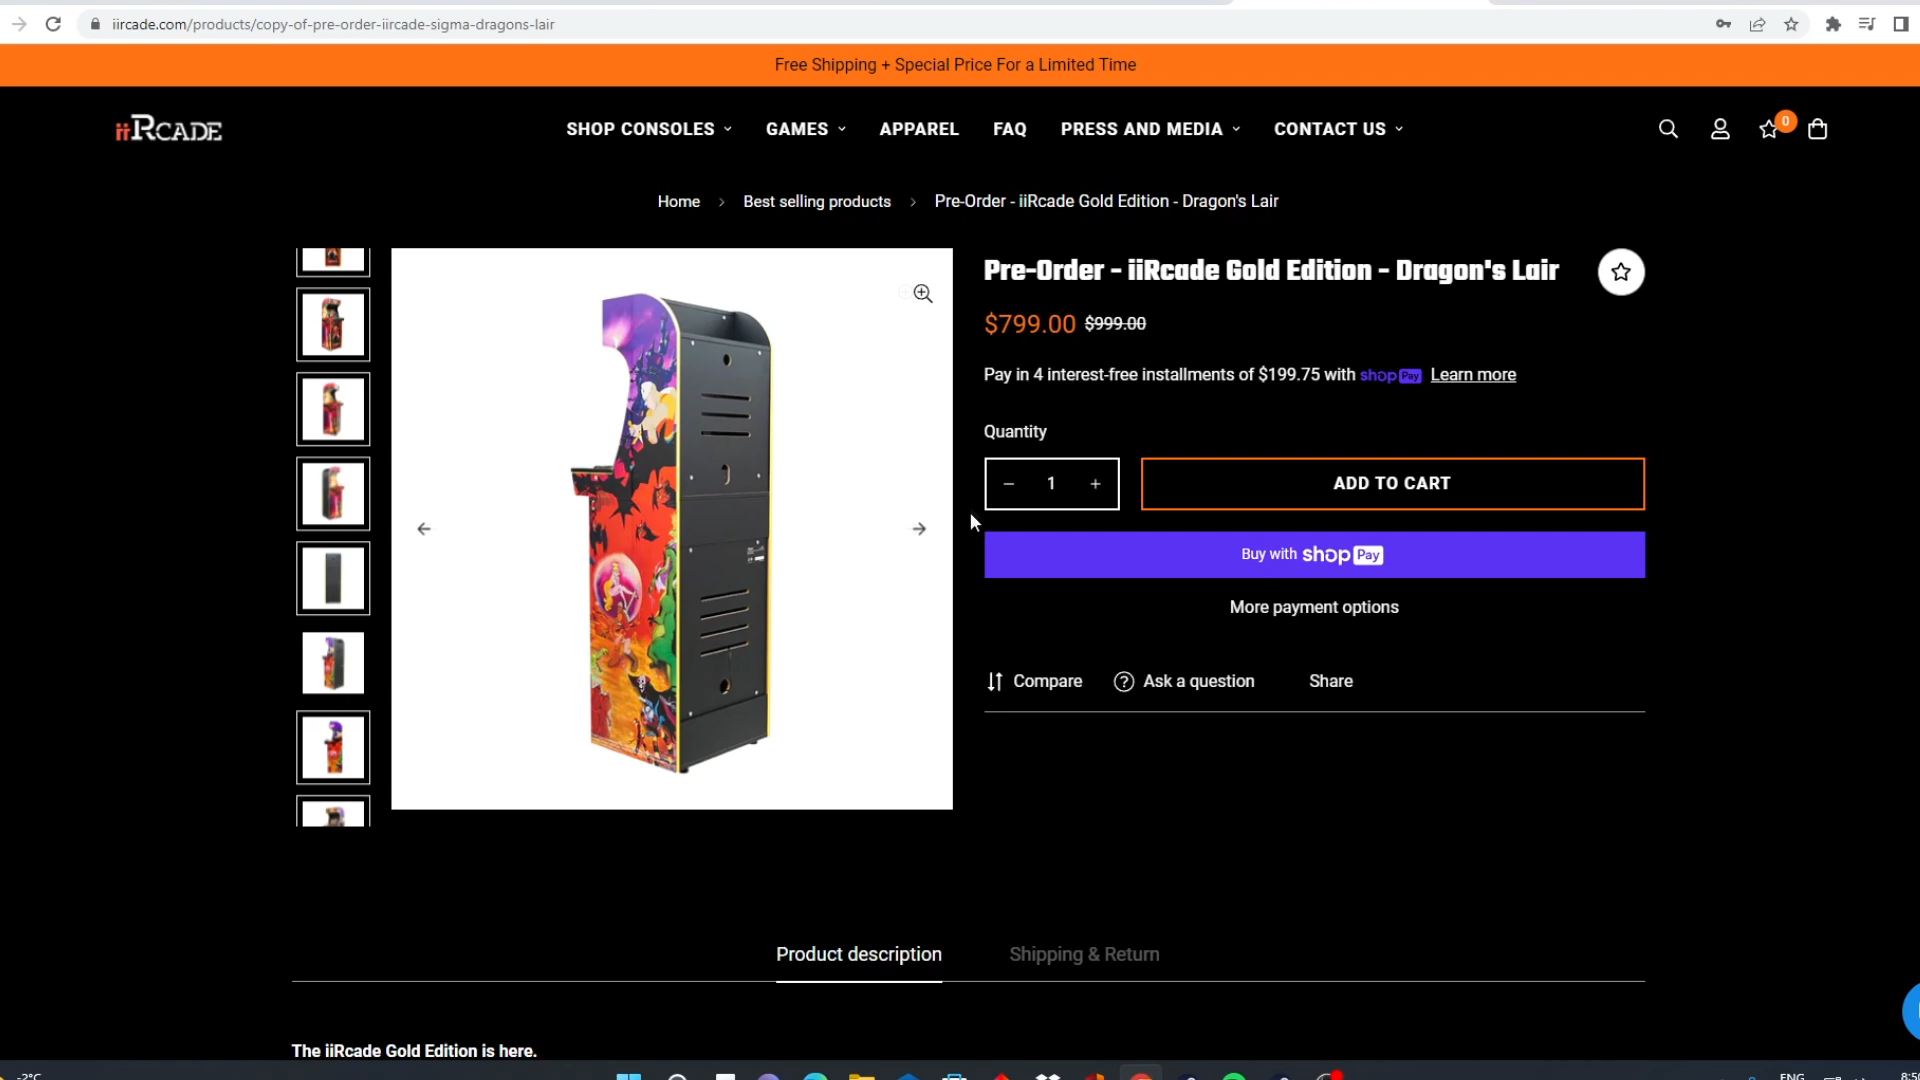 iircade.com/products/copy-of-pre-order-iircade-sigma-dragons-lair
Free Shipping + Special Price For a Limited Time
iiRCADE
SHOP CONSOLES GAMES APPAREL FAQ PRESS AND MEDIA CONTACT US
0
Home > Best selling products > Pre-Order - iiRcade Gold Edition - Dragon's Lair
Pre-Order - iiRcade Gold Edition - Dragon's Lair
$799.00 $999.00
Pay in 4 interest-free installments of $199.75 with shop Pay Learn more
Quantity
− 1 + ADD TO CART
Buy with shop Pay
More payment options
Compare ? Ask a question Share
Product description Shipping & Return
The iiRcade Gold Edition is here.
-2°C
ENG